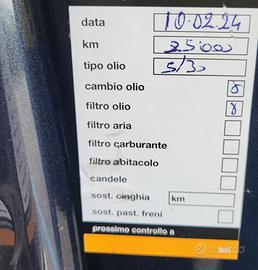 data 10.02.24
km 25000
tipo olio 5/30
cambio olio
filtro olio
filtro aria
filtro carburante
filtro abitacolo
candele
sost. cinghia km
sost. past. freni
prossimo controllo a